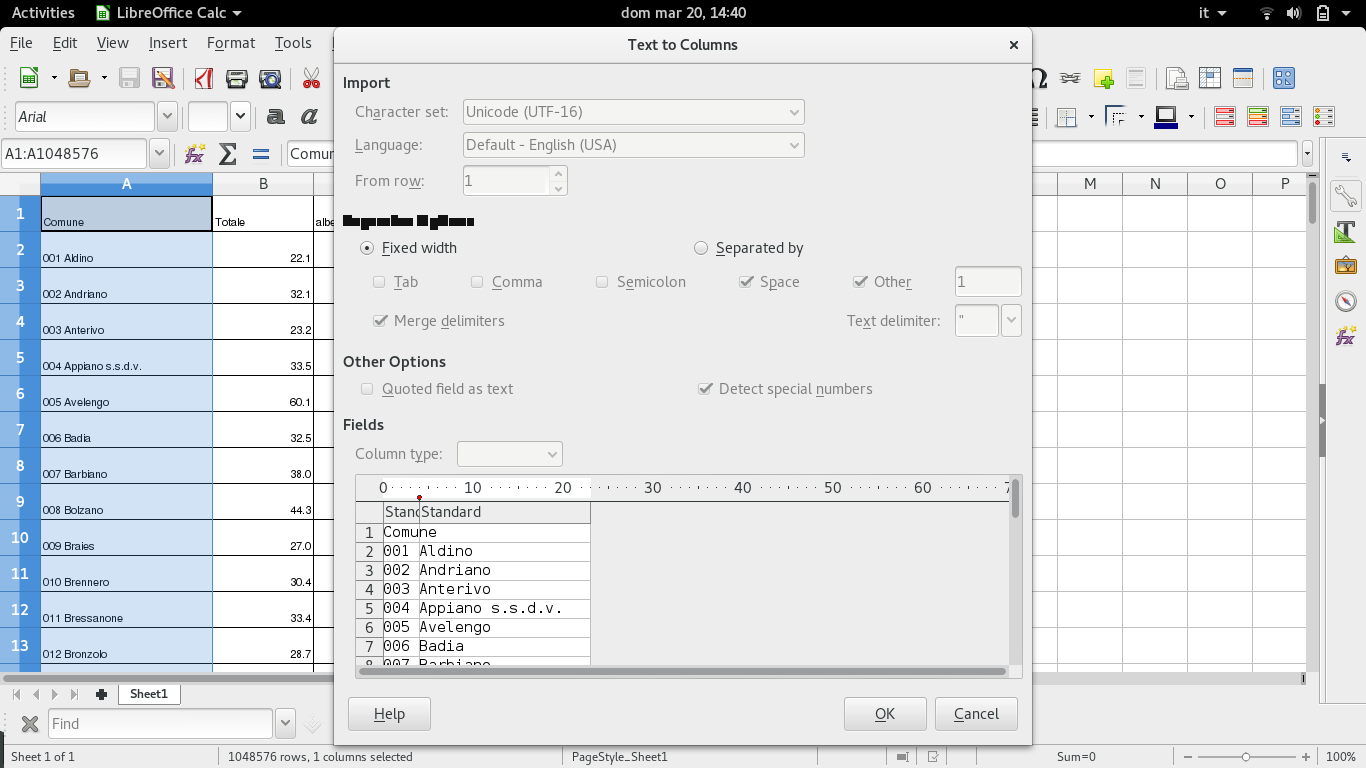 Activities LibreOffice Calc dom mar 20, 14:40 it
File Edit View Insert Format Tools
Text to Columns
Import
Character set: Unicode (UTF-16)
Language: Default - English (USA)
From row: 1
Fixed width Separated by
Tab Comma Semicolon Space Other 1
Merge delimiters Text delimiter: "
Other Options
Quoted field as text Detect special numbers
Fields
Column type:
0 10 20 30 40 50 60
Standard
1 Comune
2 001 Aldino
3 002 Andriano
4 003 Anterivo
5 004 Appiano s.s.d.v.
6 005 Avelengo
7 006 Badia
8 007 Barbiano
Help OK Cancel
Arial
A1:A1048576
A B M N O P
1 Comune Totale
2 001 Aldino 22.1
3 002 Andriano 32.1
4 003 Anterivo 23.2
5 004 Appiano s.s.d.v. 33.5
6 005 Avelengo 60.1
7 006 Badia 32.5
8 007 Barbiano 38.0
9 008 Bolzano 44.3
10 009 Braies 27.0
11 010 Brennero 30.4
12 011 Bressanone 33.4
13 012 Bronzolo 28.7
Sheet1
Find
Sheet 1 of 1 1048576 rows, 1 columns selected PageStyle_Sheet1 Sum=0 100%